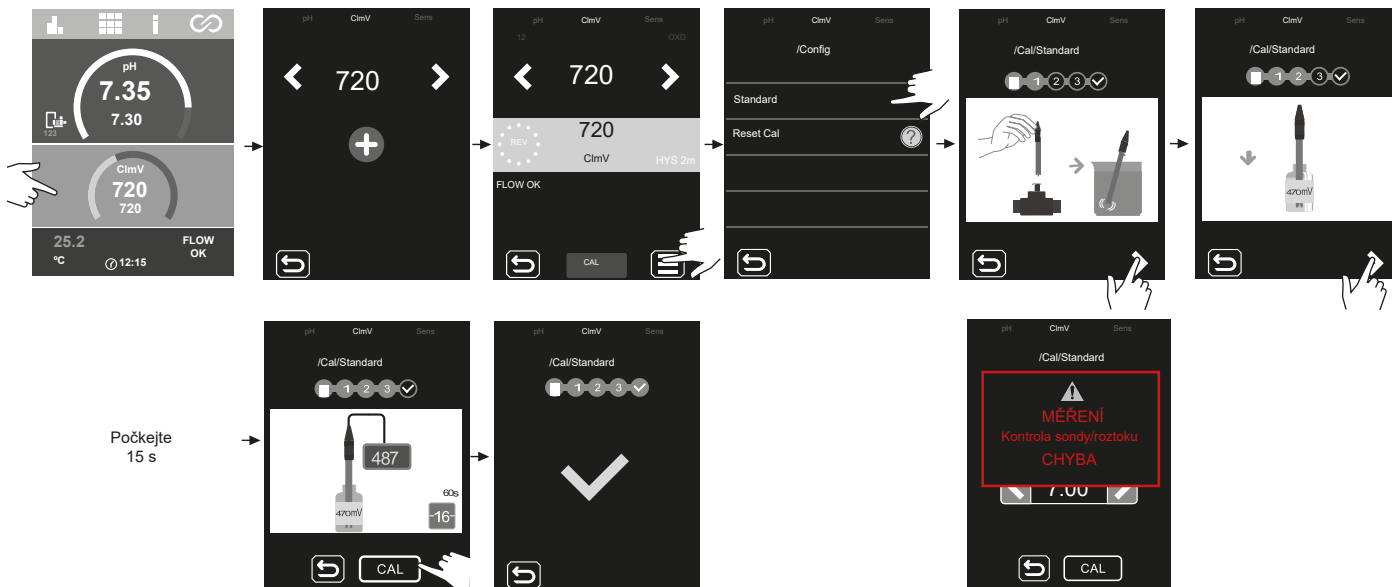 pH
7.35
7.30
123
ClmV
720
720
25.2
ºC
12:15
FLOW
OK
pH ClmV Sens
720
pH ClmV Sens
12 OXD
720
REV
720
ClmV
HYS 2m
FLOW OK
CAL
pH ClmV Sens
/Config
Standard
Reset Cal
?
pH ClmV Sens
/Cal/Standard
1 2 3
pH ClmV Sens
/Cal/Standard
1 2 3
470mV
Počkejte
15 s
pH ClmV Sens
/Cal/Standard
1 2 3
487
470mV
60s
-16-
CAL
pH ClmV Sens
/Cal/Standard
1 2 3
pH ClmV Sens
/Cal/Standard
MĚŘENÍ
Kontrola sondy/roztoku
CHYBA
7.00
CAL